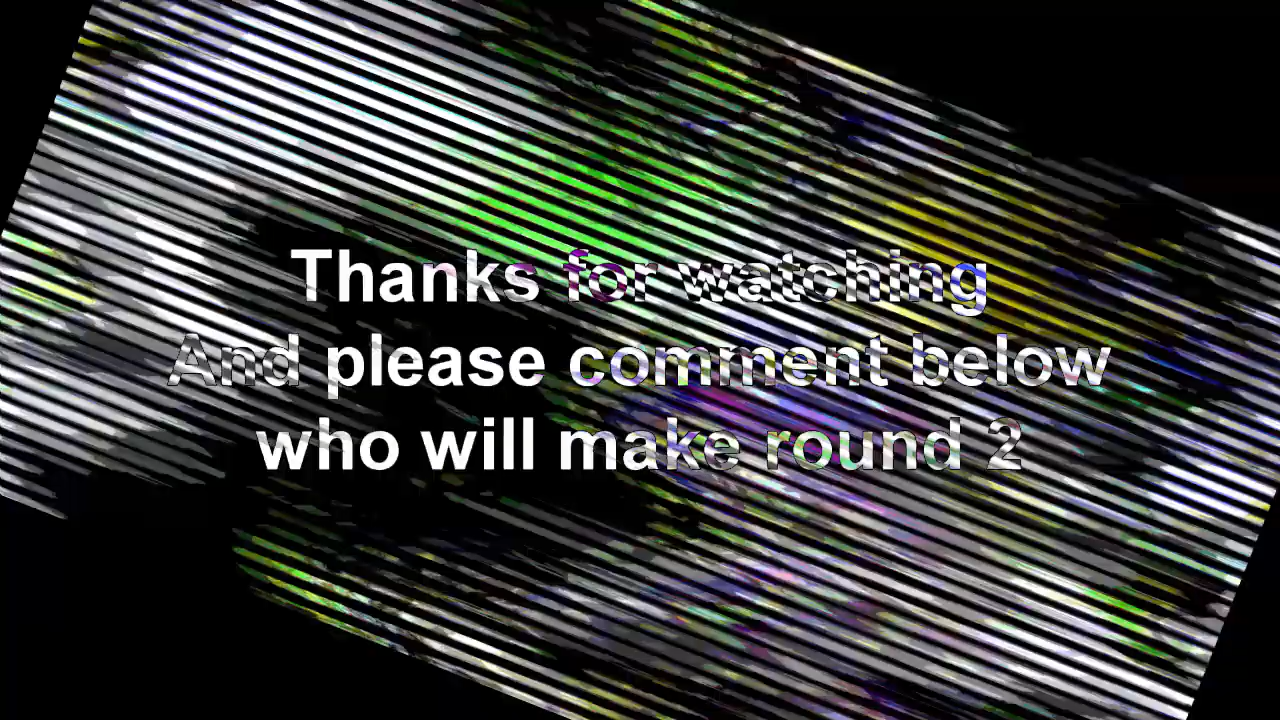 Thanks for watching
And please comment below
who will make round 2